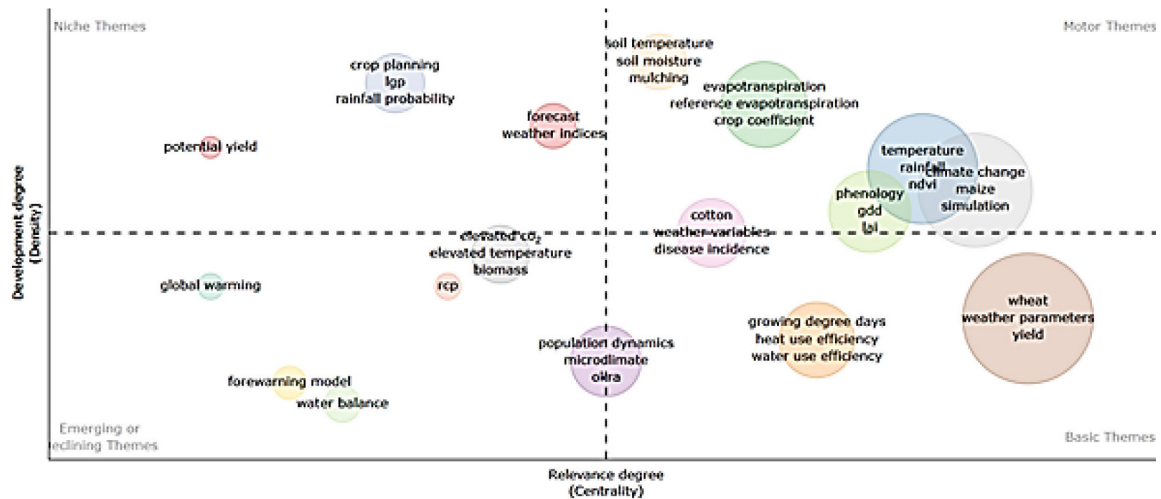 Niche Themes
Motor Themes
soil temperature
soil moisture
mulching
crop planning
lgp
rainfall probability
evapotranspiration
reference evapotranspiration
crop coefficient
forecast
weather indices
potential yield
temperature
rainfall
ndvi
climate change
maize
simulation
phenology
gdd
lai
cotton
weather variables
disease incidence
elevated co₂
elevated temperature
biomass
global warming
rcp
wheat
weather parameters
yield
growing degree days
heat use efficiency
water use efficiency
population dynamics
microclimate
okra
forewarning model
water balance
Emerging or
eclining Themes
Basic Themes
Development degree
(Density)
Relevance degree
(Centrality)